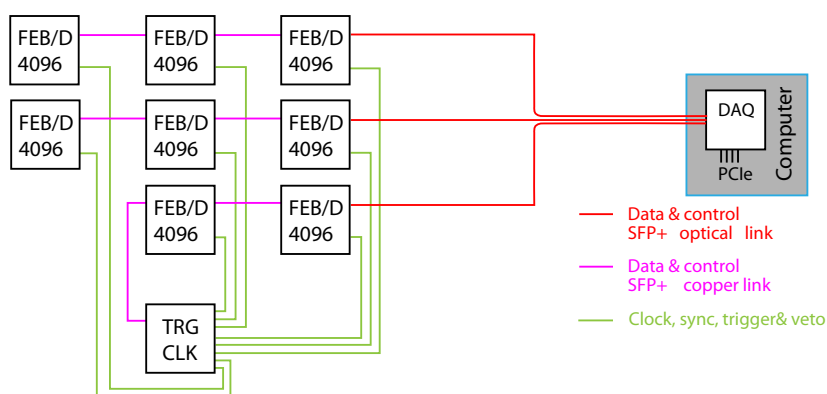 FEB/D
4096
FEB/D
4096
FEB/D
4096
FEB/D
4096
FEB/D
4096
FEB/D
4096
FEB/D
4096
FEB/D
4096
TRG
CLK
DAQ
PCIe
Computer
Data & control
SFP+ optical link
Data & control
SFP+ copper link
Clock, sync, trigger& veto